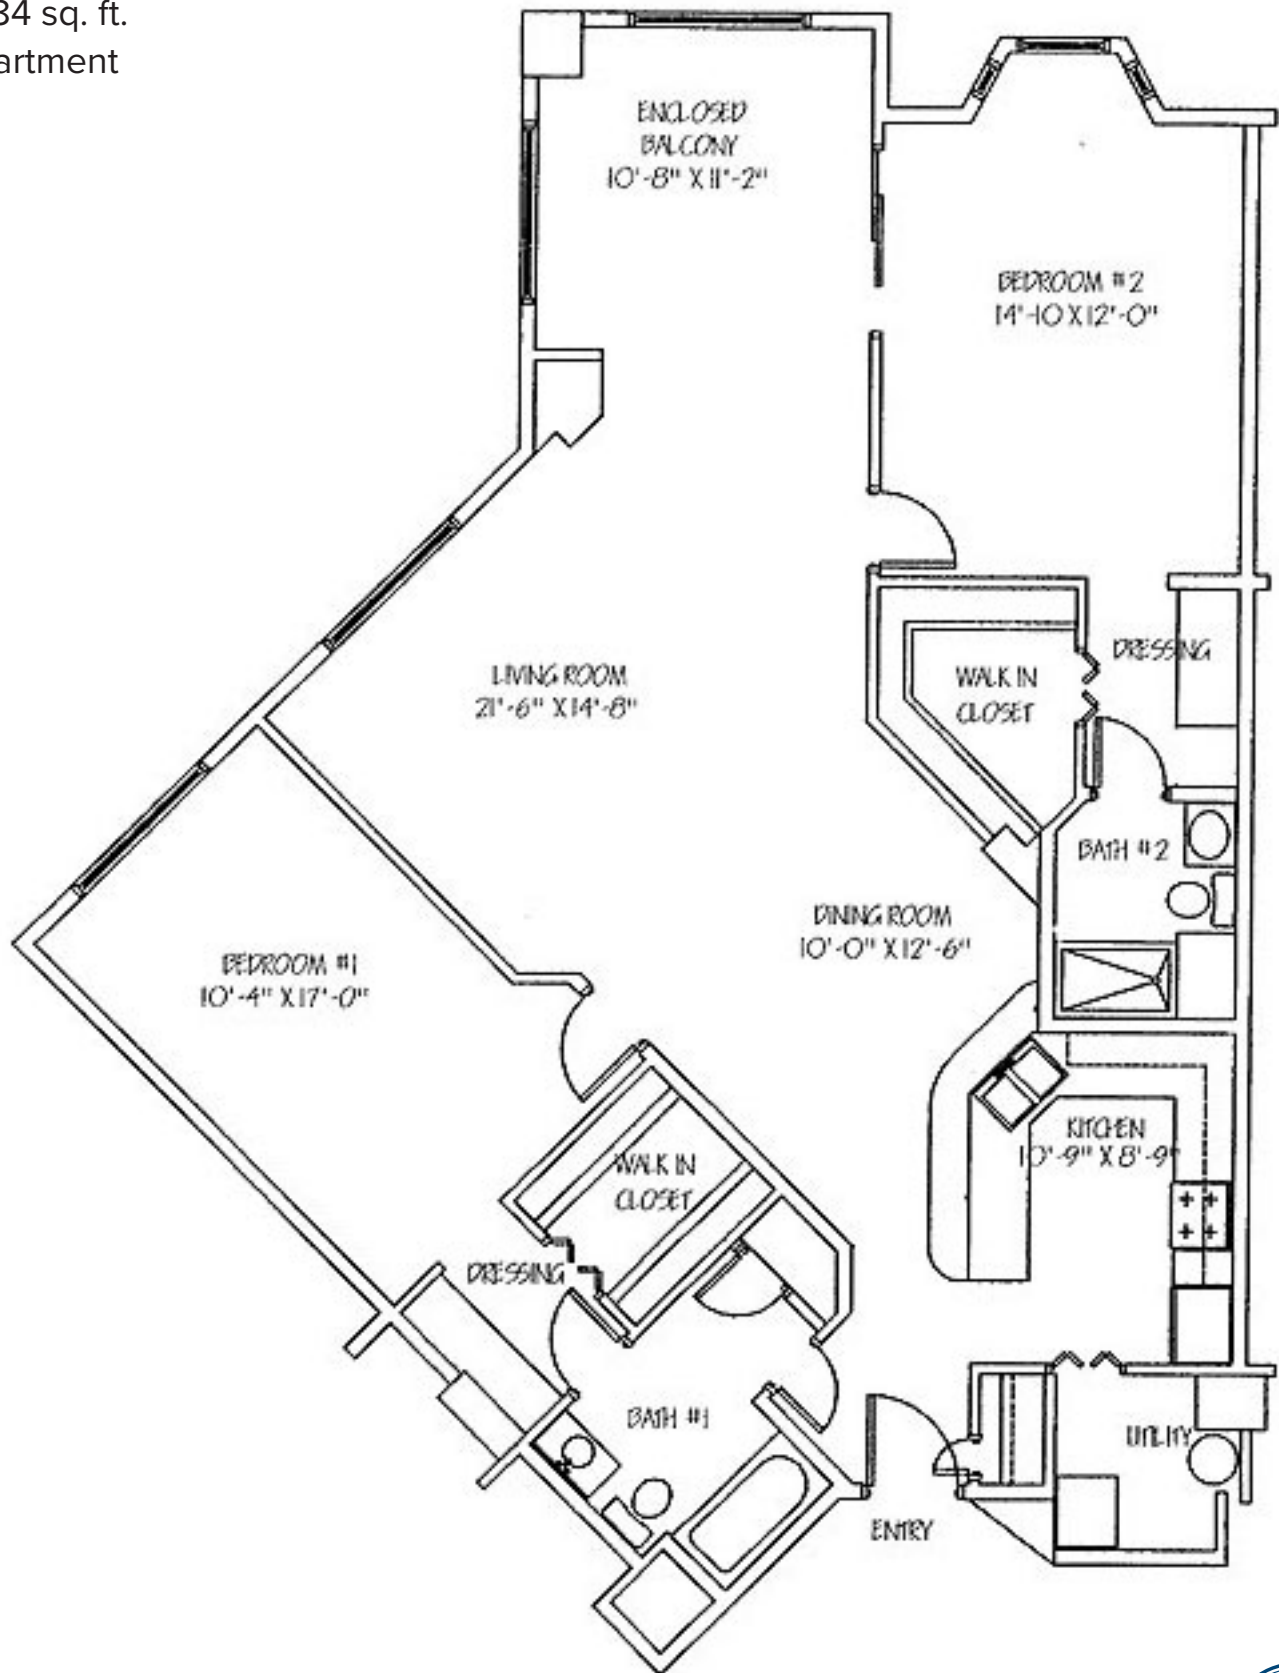 34 sq. ft.
artment
ENCLOSED
BALCONY
10'-8" X 11'-2"
BEDROOM #2
14'-10 X 12'-0"
LIVING ROOM
21'-6" X 14'-8"
WALK IN
CLOSET
DRESSING
BATH #2
DINING ROOM
10'-0" X 12'-6"
BEDROOM #1
10'-4" X 17'-0"
KITCHEN
10'-9" X 8'-9"
WALK IN
CLOSET
DRESSING
BATH #1
UTILITY
ENTRY